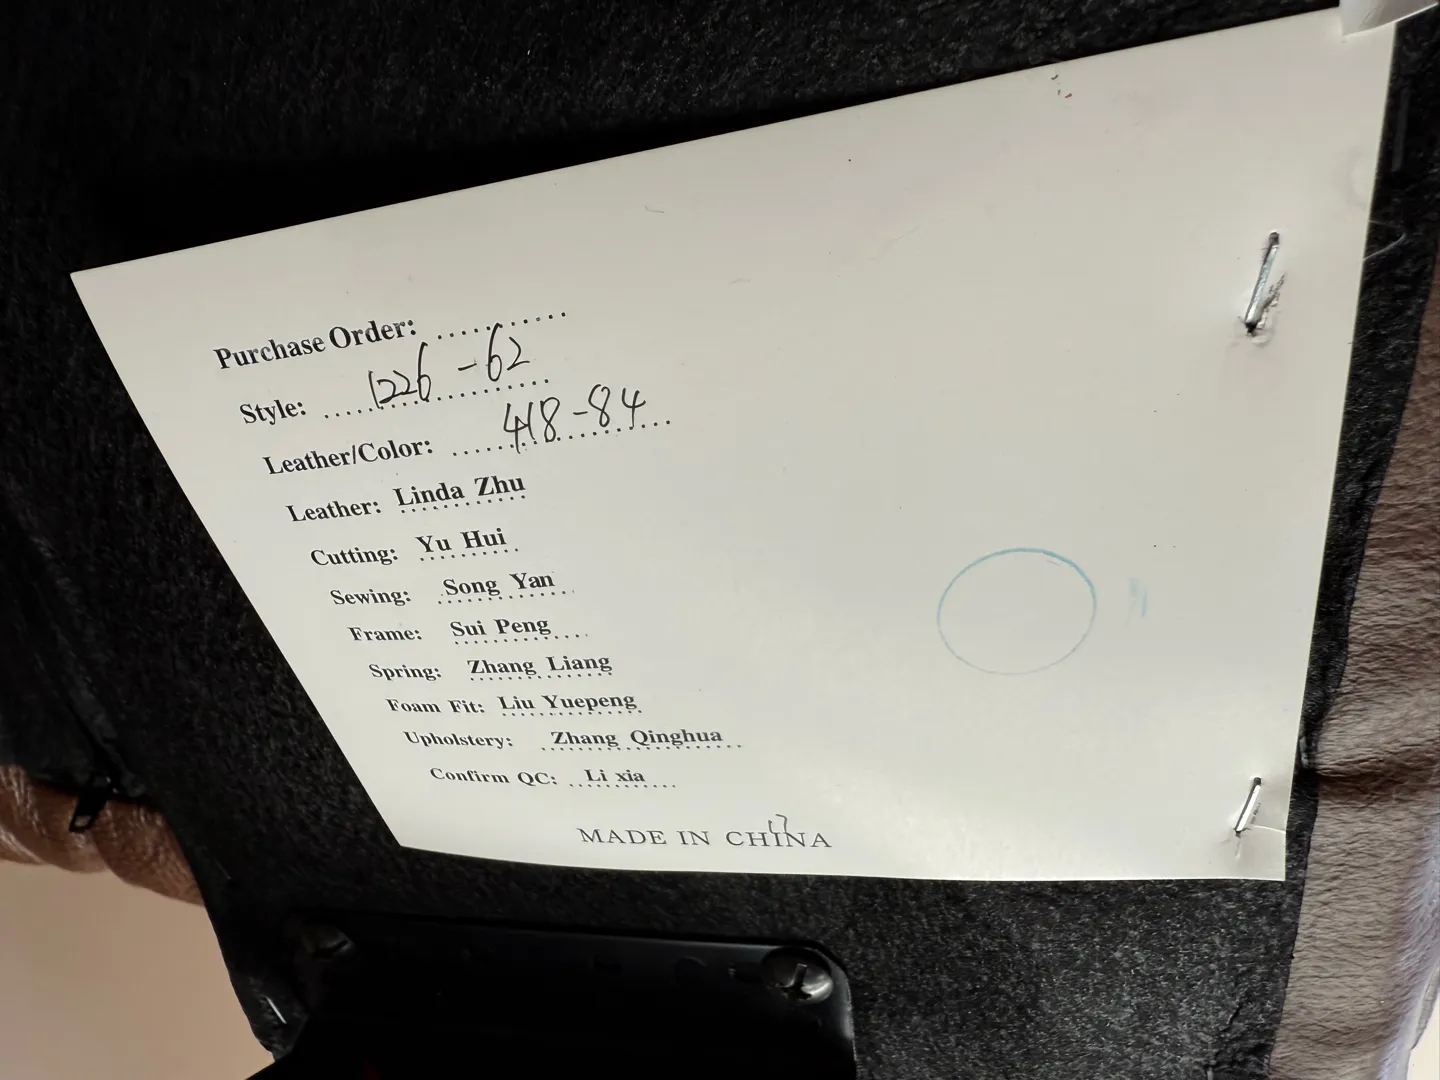 Purchase Order: ...........
Style: 1226-62
Leather/Color: 418-84
Leather: Linda Zhu
Cutting: Yu Hui
Sewing: Song Yan
Frame: Sui Peng
Spring: Zhang Liang
Foam Fit: Liu Yuepeng
Upholstery: Zhang Qinghua
Confirm QC: Li xia
MADE IN CHINA